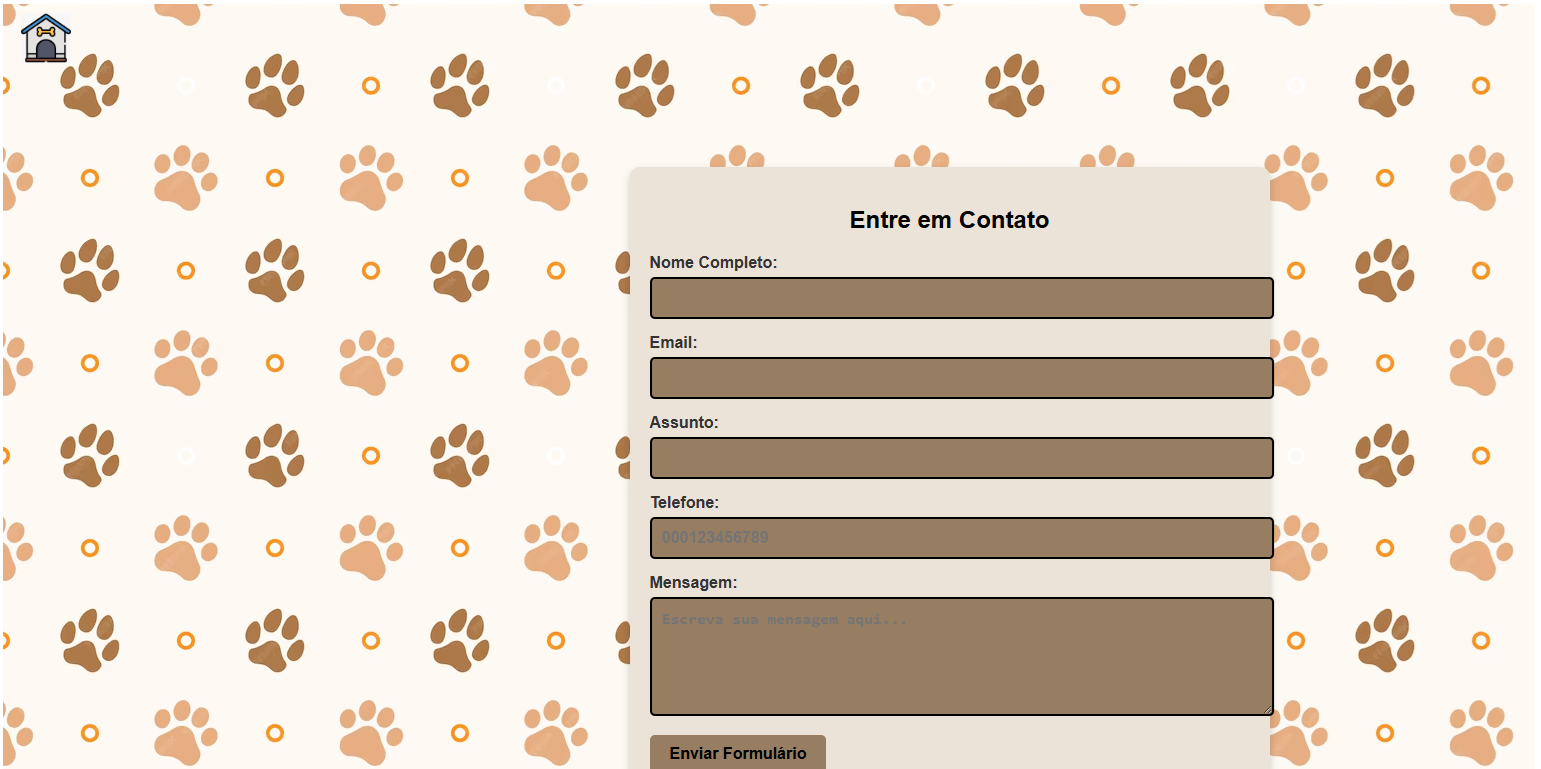 Entre em Contato
Nome Completo:
Email:
Assunto:
Telefone:
000123456789
Mensagem:
Escreva sua mensagem aqui...
Enviar Formulário